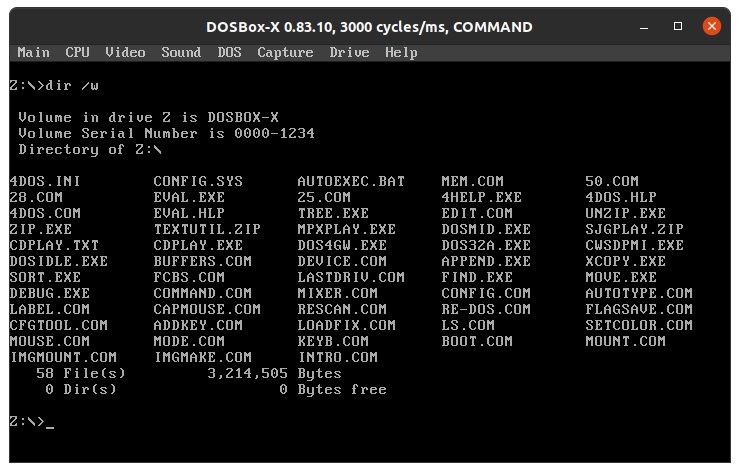 DOSBox-X 0.83.10, 3000 cycles/ms, COMMAND
Main CPU Video Sound DOS Capture Drive Help
Z:\>dir /w
Volume in drive Z is DOSBOX-X
Volume Serial Number is 0000-1234
Directory of Z:\
4DOS.INI CONFIG.SYS AUTOEXEC.BAT MEM.COM 50.COM
28.COM EVAL.EXE 25.COM 4HELP.EXE 4DOS.HLP
4DOS.COM EVAL.HLP TREE.EXE EDIT.COM UNZIP.EXE
ZIP.EXE TEXTUTIL.ZIP MPXPLAY.EXE DOSMID.EXE SJGPLAY.ZIP
CDPLAY.TXT CDPLAY.EXE DOS4GW.EXE DOS32A.EXE CWSDPMI.EXE
DOSIDLE.EXE BUFFERS.COM DEVICE.COM APPEND.EXE XCOPY.EXE
SORT.EXE FCBS.COM LASTDRIV.COM FIND.EXE MOVE.EXE
DEBUG.EXE COMMAND.COM MIXER.COM CONFIG.COM AUTOTYPE.COM
LABEL.COM CAPMOUSE.COM RESCAN.COM RE-DOS.COM FLAGSAVE.COM
CFGTOOL.COM ADDKEY.COM LOADFIX.COM LS.COM SETCOLOR.COM
MOUSE.COM MODE.COM KEYB.COM BOOT.COM MOUNT.COM
IMGMOUNT.COM IMGMAKE.COM INTRO.COM
58 File(s) 3,214,505 Bytes
0 Dir(s) 0 Bytes free
Z:\>_